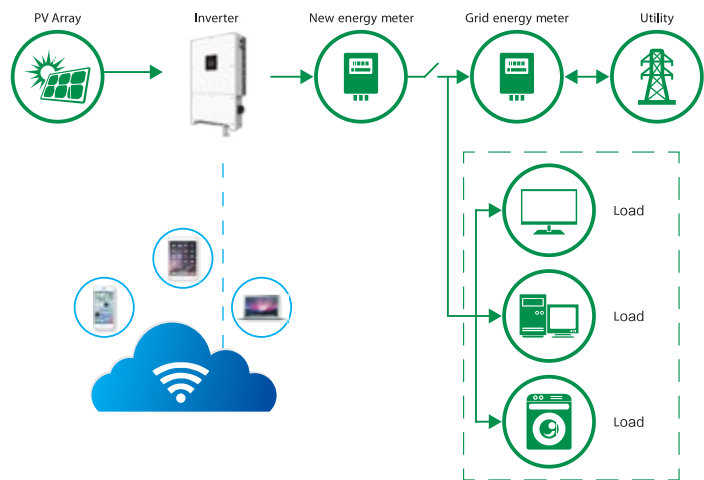 PV Array
Inverter
New energy meter
Grid energy meter
Utility
Load
Load
Load